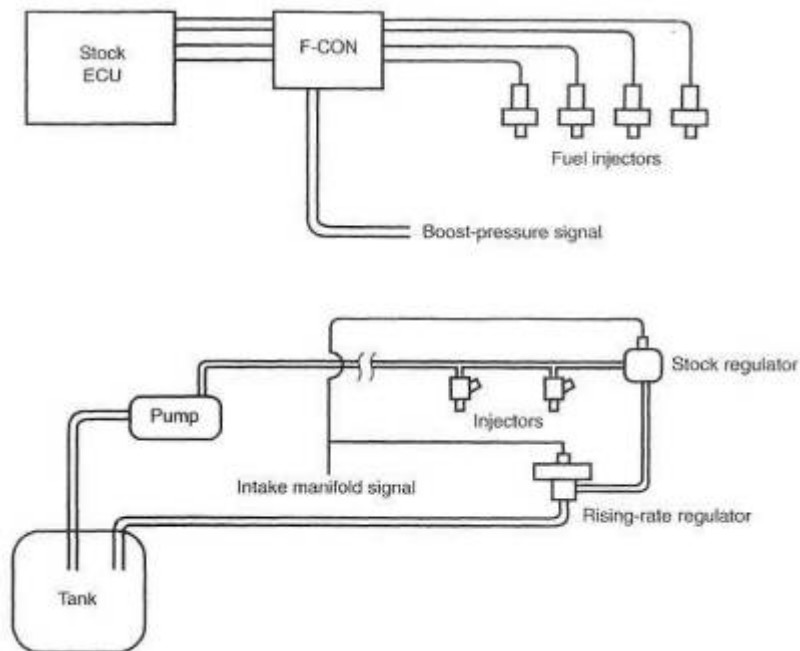 Stock
ECU
F-CON
Fuel injectors
Boost-pressure signal
Stock regulator
Pump
Injectors
Intake manifold signal
Rising-rate regulator
Tank